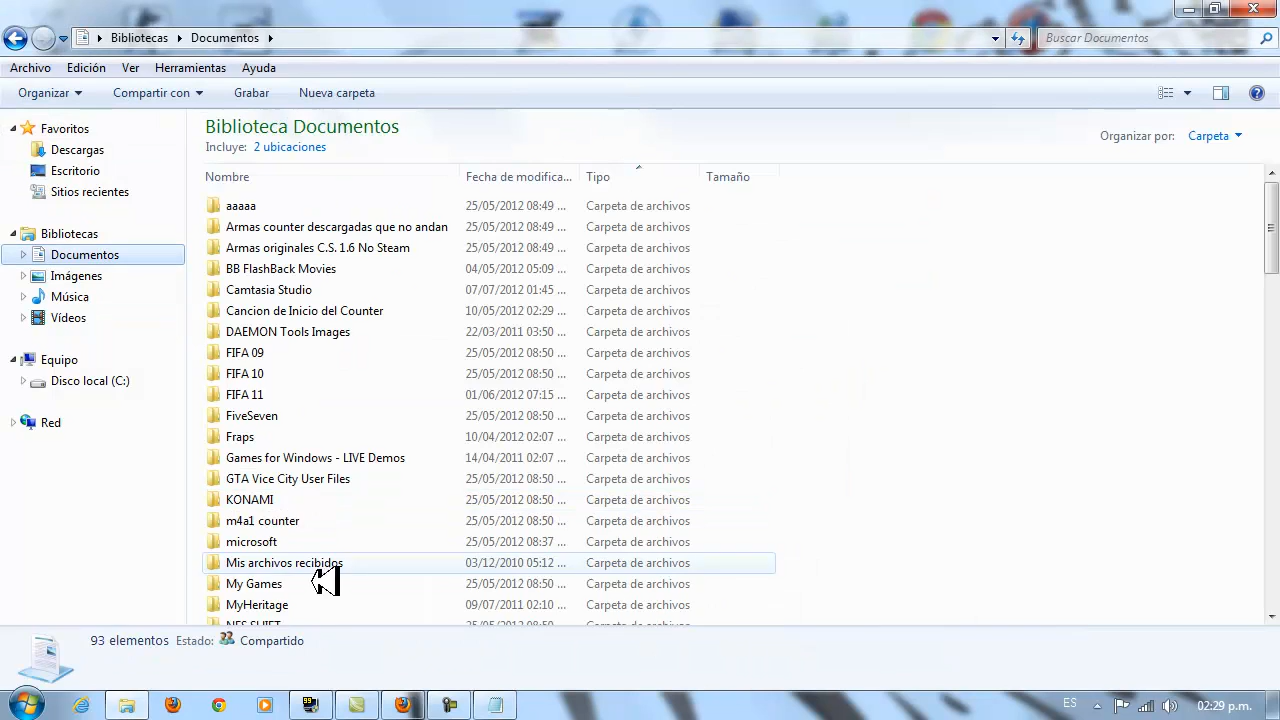 Bibliotecas Documentos
Buscar Documentos
Archivo Edición Ver Herramientas Ayuda
Organizar Compartir con Grabar Nueva carpeta
Favoritos
Descargas
Escritorio
Sitios recientes
Bibliotecas
Documentos
Imágenes
Música
Vídeos
Equipo
Disco local (C:)
Red
Biblioteca Documentos
Incluye: 2 ubicaciones
Organizar por: Carpeta
Nombre Fecha de modifica... Tipo Tamaño
aaaaa 25/05/2012 08:49 ... Carpeta de archivos
Armas counter descargadas que no andan 25/05/2012 08:49 ... Carpeta de archivos
Armas originales C.S. 1.6 No Steam 25/05/2012 08:49 ... Carpeta de archivos
BB FlashBack Movies 04/05/2012 05:09 ... Carpeta de archivos
Camtasia Studio 07/07/2012 01:45 ... Carpeta de archivos
Cancion de Inicio del Counter 10/05/2012 02:29 ... Carpeta de archivos
DAEMON Tools Images 22/03/2011 03:50 ... Carpeta de archivos
FIFA 09 25/05/2012 08:50 ... Carpeta de archivos
FIFA 10 25/05/2012 08:50 ... Carpeta de archivos
FIFA 11 01/06/2012 07:15 ... Carpeta de archivos
FiveSeven 25/05/2012 08:50 ... Carpeta de archivos
Fraps 10/04/2012 02:07 ... Carpeta de archivos
Games for Windows - LIVE Demos 14/04/2011 02:07 ... Carpeta de archivos
GTA Vice City User Files 25/05/2012 08:50 ... Carpeta de archivos
KONAMI 25/05/2012 08:50 ... Carpeta de archivos
m4a1 counter 25/05/2012 08:50 ... Carpeta de archivos
microsoft 25/05/2012 08:37 ... Carpeta de archivos
Mis archivos recibidos 03/12/2010 05:12 ... Carpeta de archivos
My Games 25/05/2012 08:50 ... Carpeta de archivos
MyHeritage 09/07/2011 02:10 ... Carpeta de archivos
93 elementos Estado: Compartido
ES 02:29 p.m.